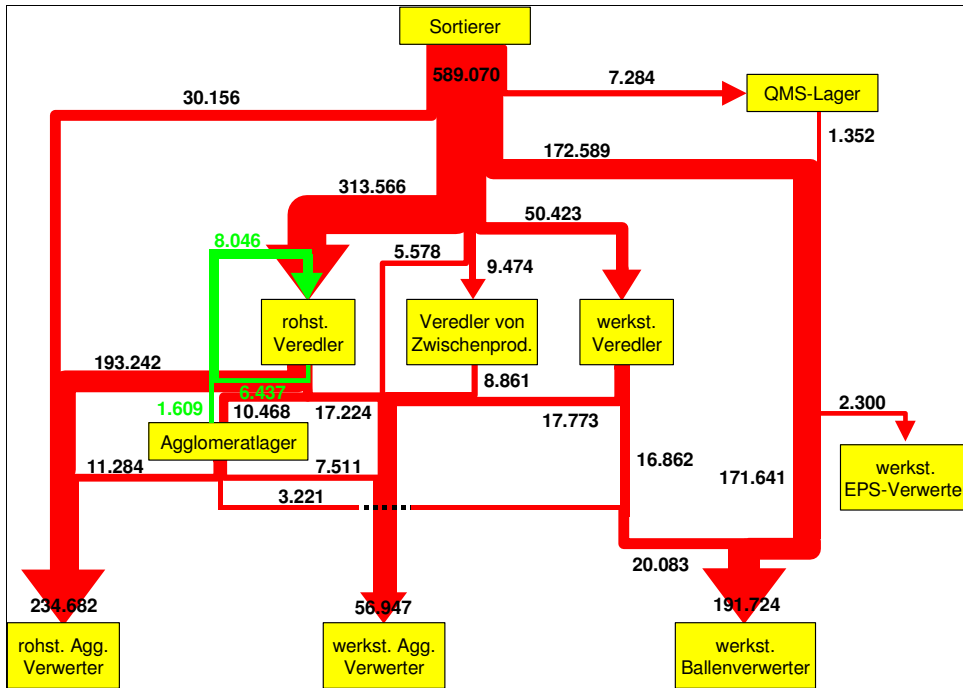 Sortierer
589.070
7.284
QMS-Lager
30.156
1.352
172.589
313.566
50.423
8.046
5.578
9.474
rohst.
Veredler
Veredler von
Zwischenprod.
werkst.
Veredler
193.242
8.861
6.437
1.609
10.468
17.224
17.773
2.300
Agglomeratlager
11.284
7.511
16.862
171.641
werkst.
EPS-Verwerter
3.221
20.083
234.682
56.947
191.724
rohst. Agg.
Verwerter
werkst. Agg.
Verwerter
werkst.
Ballenverwerter